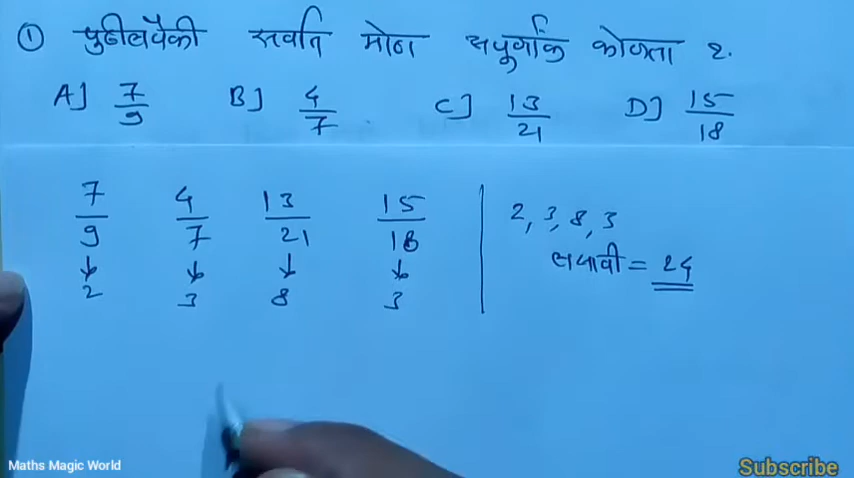 ① पुढीलपैकी सर्वात मोठा अपूर्णांक कोणता ?.
A] 7/9 B] 4/7 C] 13/21 D] 15/18
7/9 4/7 13/21 15/18
↓ ↓ ↓ ↓
2 3 8 3
2, 3, 8, 3
लसावी = 24
Maths Magic World
Subscribe